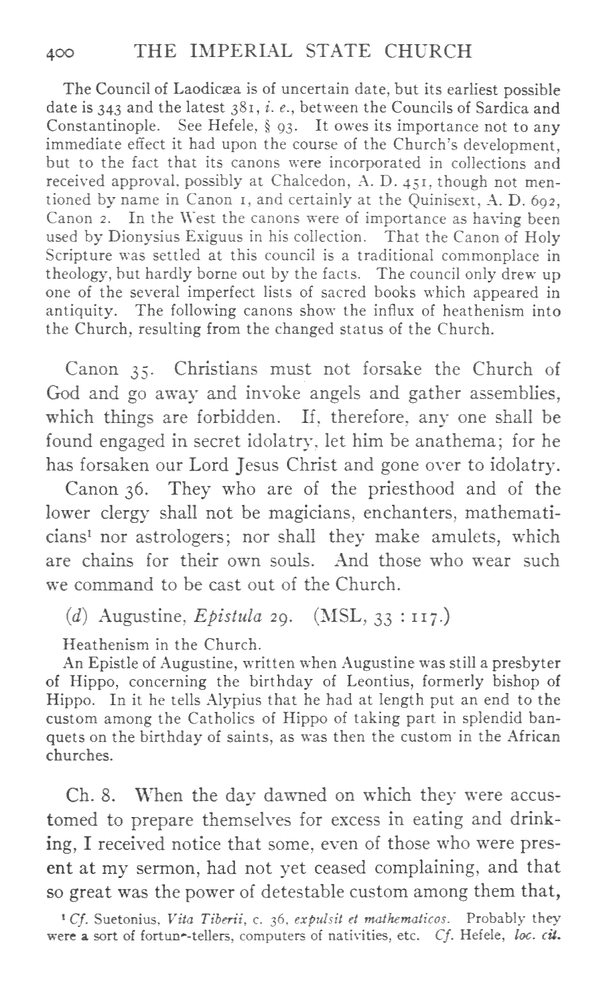 400 THE IMPERIAL STATE CHURCH
The Council of Laodicæa is of uncertain date, but its earliest possible
date is 343 and the latest 381, i. e., between the Councils of Sardica and
Constantinople. See Hefele, § 93. It owes its importance not to any
immediate effect it had upon the course of the Church's development,
but to the fact that its canons were incorporated in collections and
received approval, possibly at Chalcedon, A. D. 451, though not men-
tioned by name in Canon 1, and certainly at the Quinisext, A. D. 692,
Canon 2. In the West the canons were of importance as having been
used by Dionysius Exiguus in his collection. That the Canon of Holy
Scripture was settled at this council is a traditional commonplace in
theology, but hardly borne out by the facts. The council only drew up
one of the several imperfect lists of sacred books which appeared in
antiquity. The following canons show the influx of heathenism into
the Church, resulting from the changed status of the Church.
Canon 35. Christians must not forsake the Church of
God and go away and invoke angels and gather assemblies,
which things are forbidden. If, therefore, any one shall be
found engaged in secret idolatry, let him be anathema; for he
has forsaken our Lord Jesus Christ and gone over to idolatry.
Canon 36. They who are of the priesthood and of the
lower clergy shall not be magicians, enchanters, mathemati-
cians¹ nor astrologers; nor shall they make amulets, which
are chains for their own souls. And those who wear such
we command to be cast out of the Church.
(d) Augustine, Epistula 29. (MSL, 33 : 117.)
Heathenism in the Church.
An Epistle of Augustine, written when Augustine was still a presbyter
of Hippo, concerning the birthday of Leontius, formerly bishop of
Hippo. In it he tells Alypius that he had at length put an end to the
custom among the Catholics of Hippo of taking part in splendid ban-
quets on the birthday of saints, as was then the custom in the African
churches.
Ch. 8. When the day dawned on which they were accus-
tomed to prepare themselves for excess in eating and drink-
ing, I received notice that some, even of those who were pres-
ent at my sermon, had not yet ceased complaining, and that
so great was the power of detestable custom among them that,
¹ Cf. Suetonius, Vita Tiberii, c. 36, expulsit et mathematicos. Probably they
were a sort of fortune-tellers, computers of nativities, etc. Cf. Hefele, loc. cit.